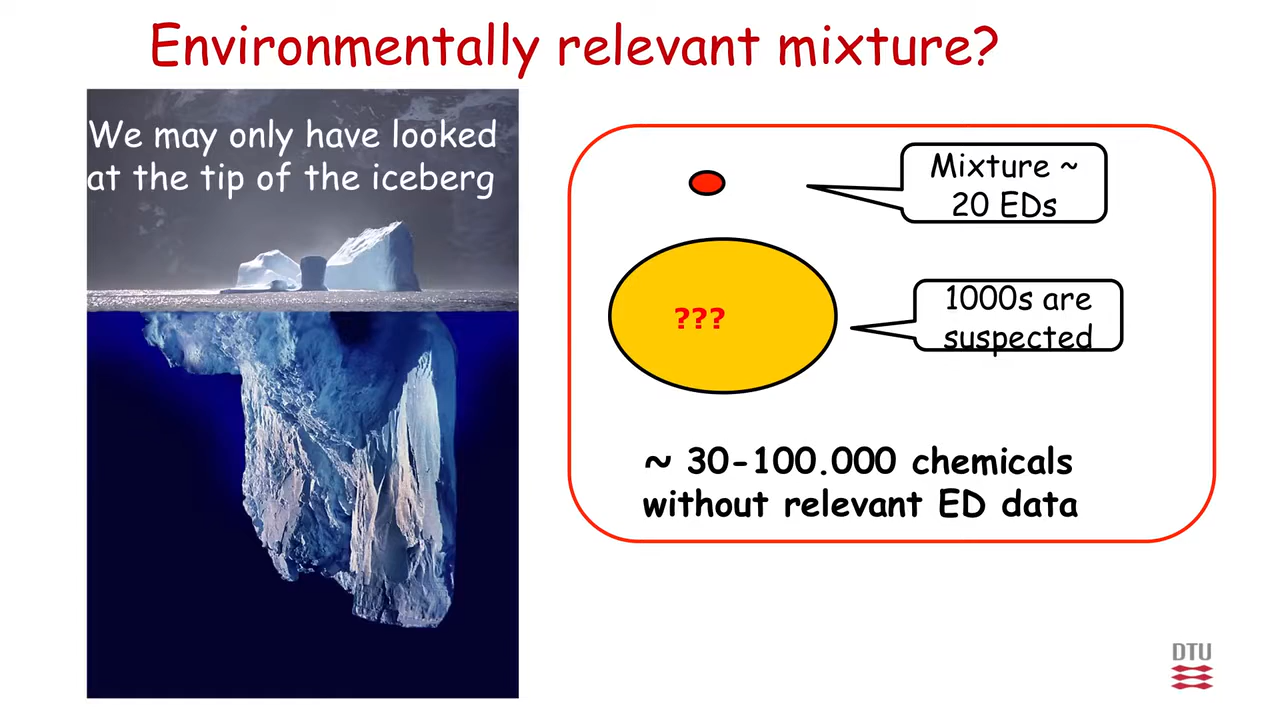 Environmentally relevant mixture?
We may only have looked
at the tip of the iceberg
Mixture ~
20 EDs
???
1000s are
suspected
~ 30-100.000 chemicals
without relevant ED data
DTU